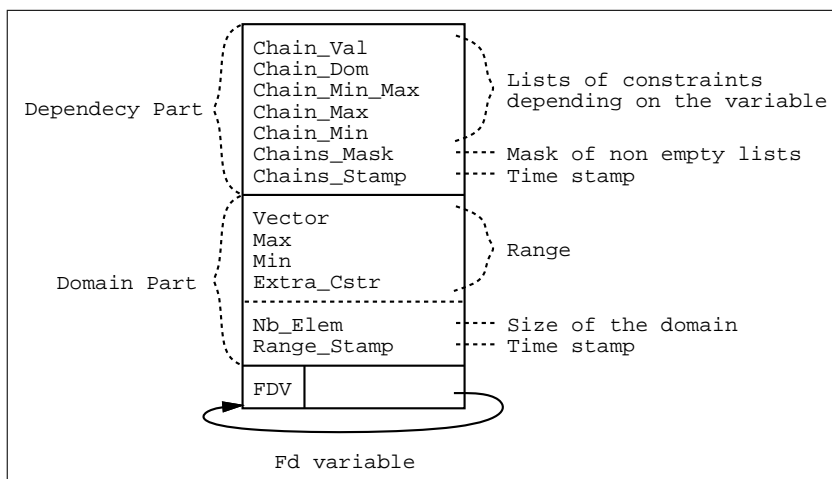 Chain_Val
Chain_Dom
Chain_Min_Max
Chain_Max
Chain_Min
Lists of constraints
depending on the variable
Dependecy Part
Chains_Mask
Mask of non empty lists
Chains_Stamp
Time stamp
Vector
Max
Min
Extra_Cstr
Range
Domain Part
Nb_Elem
Size of the domain
Range_Stamp
Time stamp
FDV
Fd variable